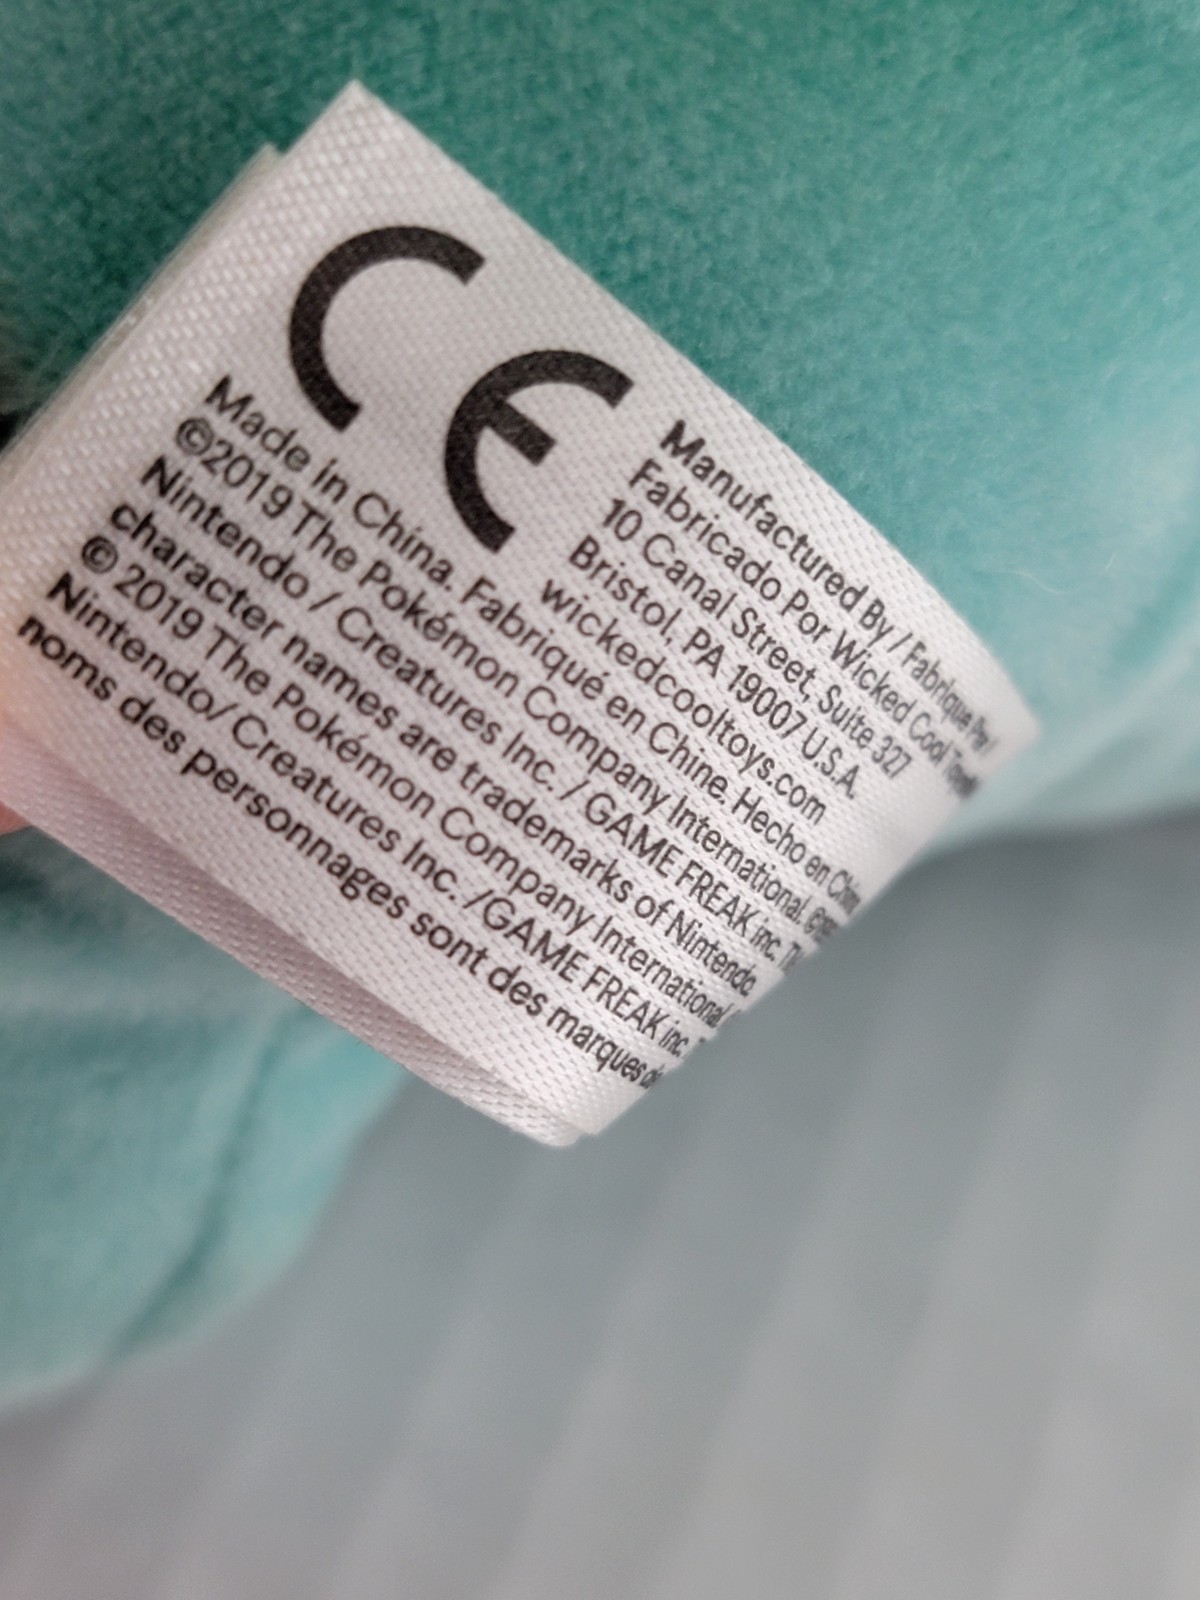 CE
Manufactured By / Fabrique Par /
Fabricado Por Wicked Cool Toys
10 Canal Street, Suite 327
Bristol, PA 19007 U.S.A.
wickedcooltoys.com
Made in China. Fabriqué en Chine. Hecho en China
©2019 The Pokémon Company International.
Nintendo / Creatures Inc. / GAME FREAK inc.
character names are trademarks of Nintendo.
© 2019 The Pokémon Company International.
Nintendo/ Creatures Inc. /GAME FREAK inc.
noms des personnages sont des marques de